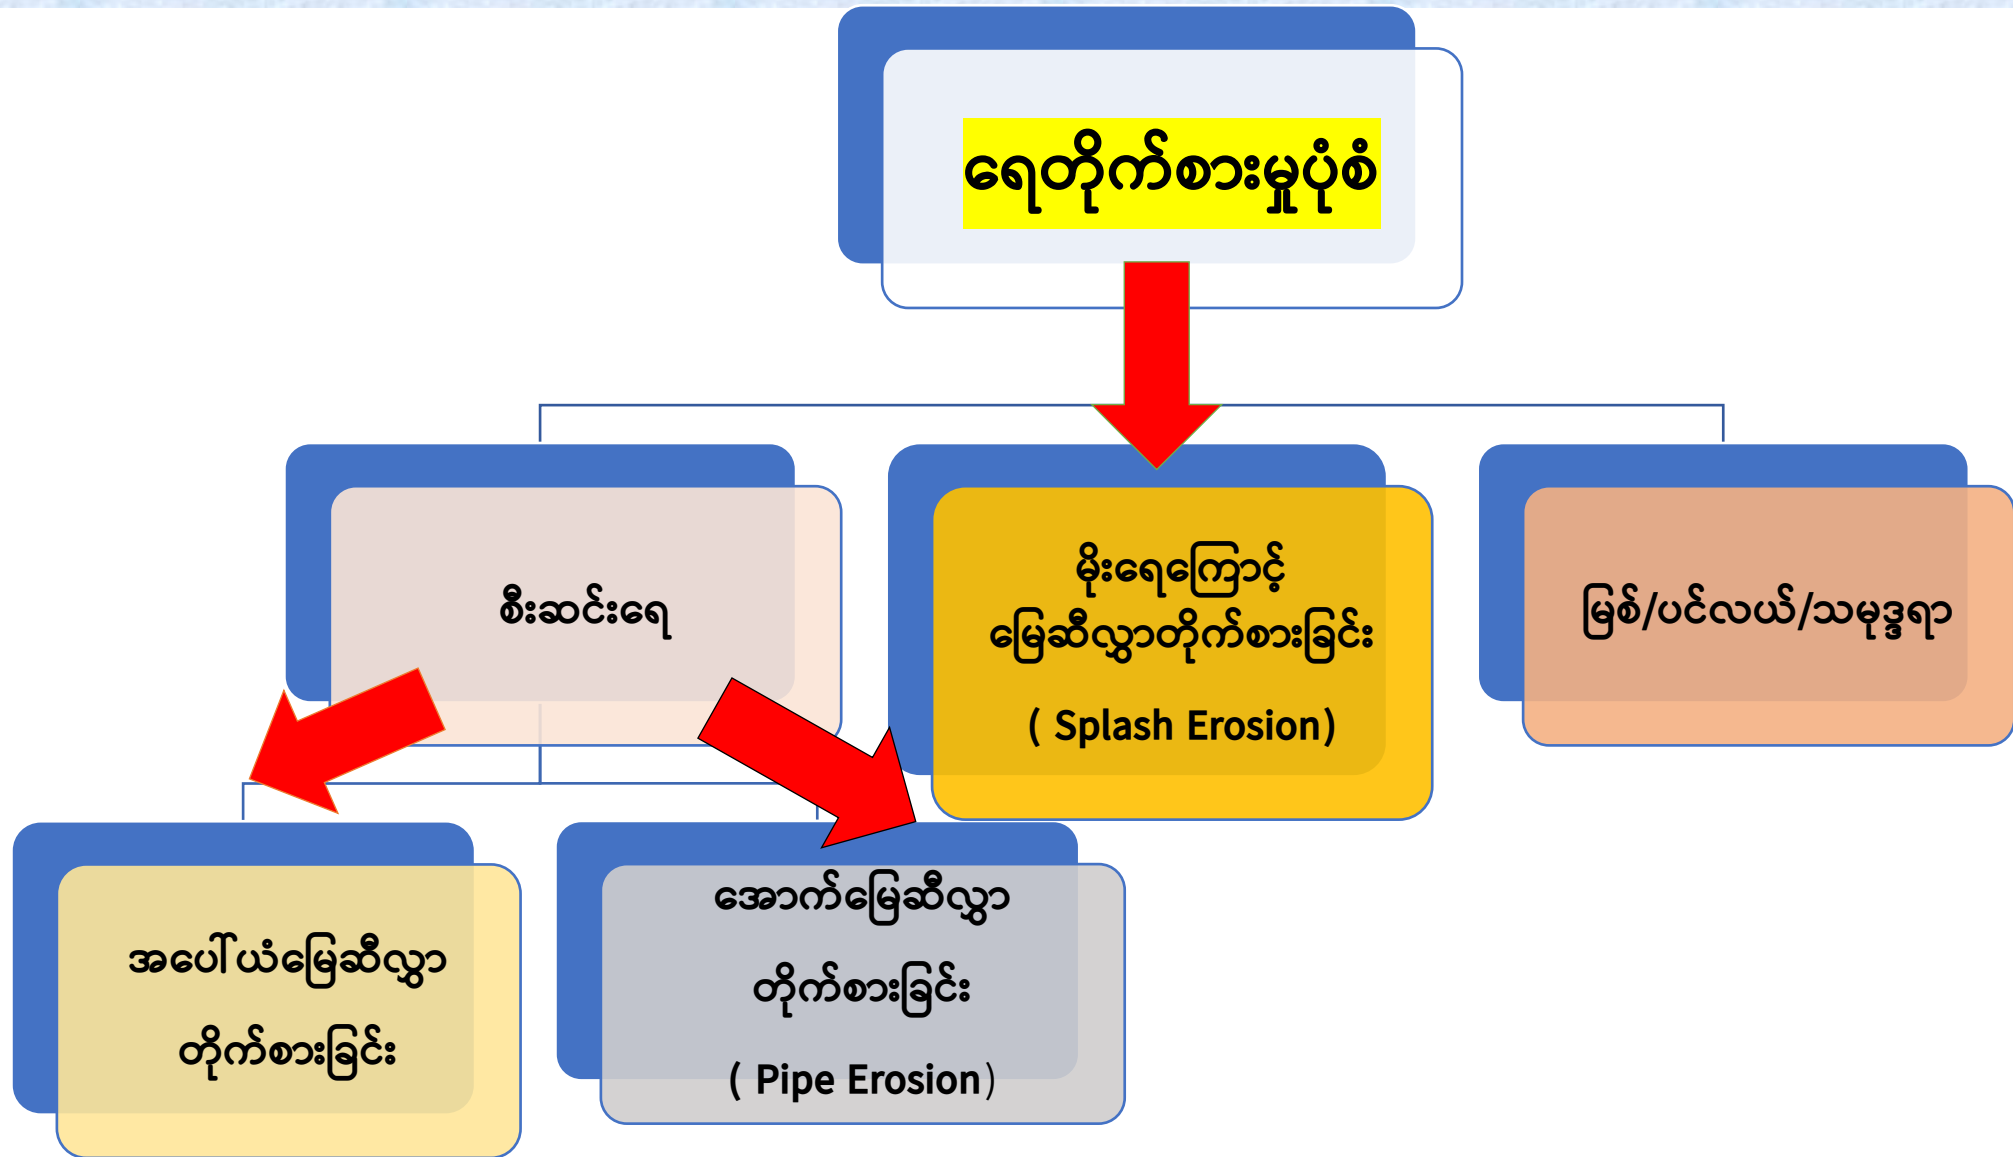 ရေတိုက်စားမှုပုံစံ
စီးဆင်းရေ
မိုးရေကြောင့်
မြေဆီလွှာတိုက်စားခြင်း
( Splash Erosion)
မြစ်/ပင်လယ်/သမုဒ္ဒရာ
အပေါ်ယံမြေဆီလွှာ
တိုက်စားခြင်း
အောက်မြေဆီလွှာ
တိုက်စားခြင်း
( Pipe Erosion)